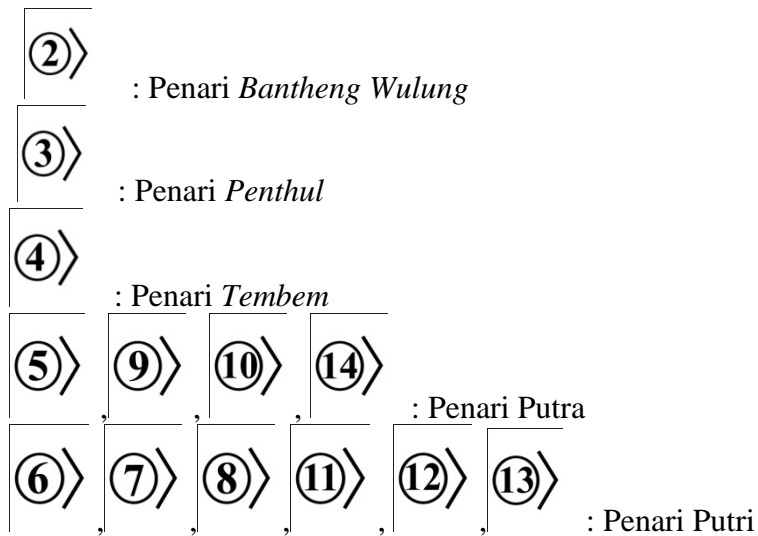 ② : Penari Bantheng Wulung
③ : Penari Penthul
④ : Penari Tembem
⑤ , ⑨ , ⑩ , ⑭ : Penari Putra
⑥ , ⑦ , ⑧ , ⑪ , ⑫ , ⑬ : Penari Putri